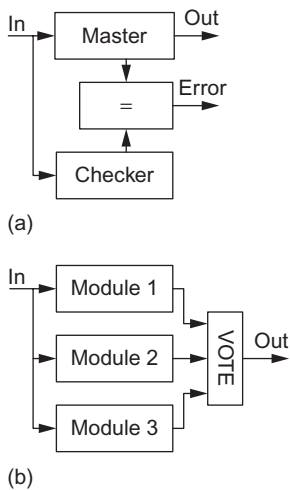 In
Master
Out
=
Error
Checker
(a)
In
Module 1
Module 2
VOTE
Out
Module 3
(b)